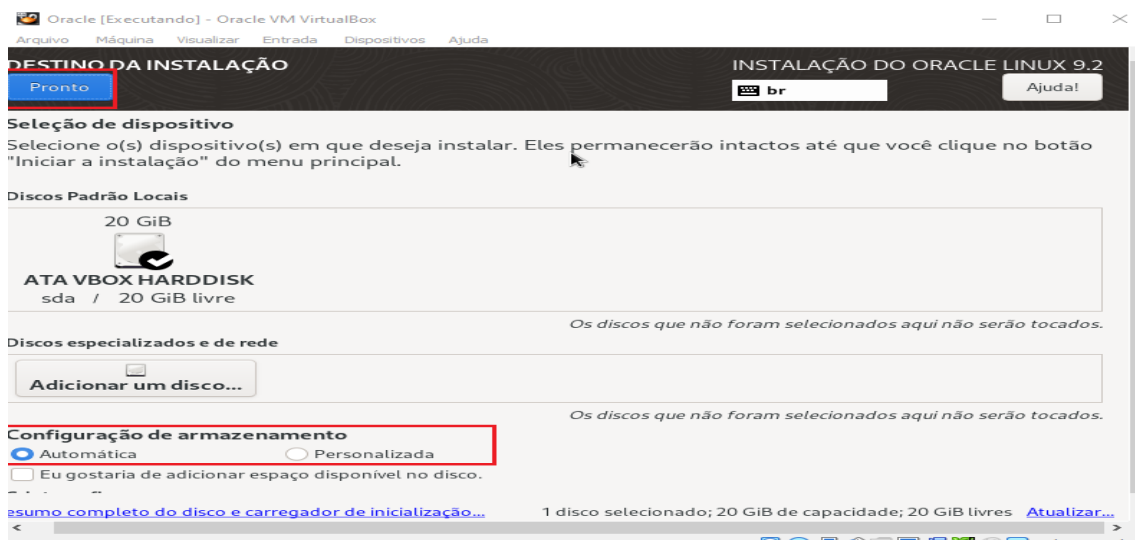 Oracle [Executando] - Oracle VM VirtualBox
Arquivo Máquina Visualizar Entrada Dispositivos Ajuda
DESTINO DA INSTALAÇÃO
INSTALAÇÃO DO ORACLE LINUX 9.2
Pronto
br
Ajuda!
Seleção de dispositivo
Selecione o(s) dispositivo(s) em que deseja instalar. Eles permanecerão intactos até que você clique no botão
"Iniciar a instalação" do menu principal.
Discos Padrão Locais
20 GiB
ATA VBOX HARDDISK
sda / 20 GiB livre
Os discos que não foram selecionados aqui não serão tocados.
Discos especializados e de rede
Adicionar um disco...
Os discos que não foram selecionados aqui não serão tocados.
Configuração de armazenamento
Automática Personalizada
Eu gostaria de adicionar espaço disponível no disco.
esumo completo do disco e carregador de inicialização... 1 disco selecionado; 20 GiB de capacidade; 20 GiB livres Atualizar...